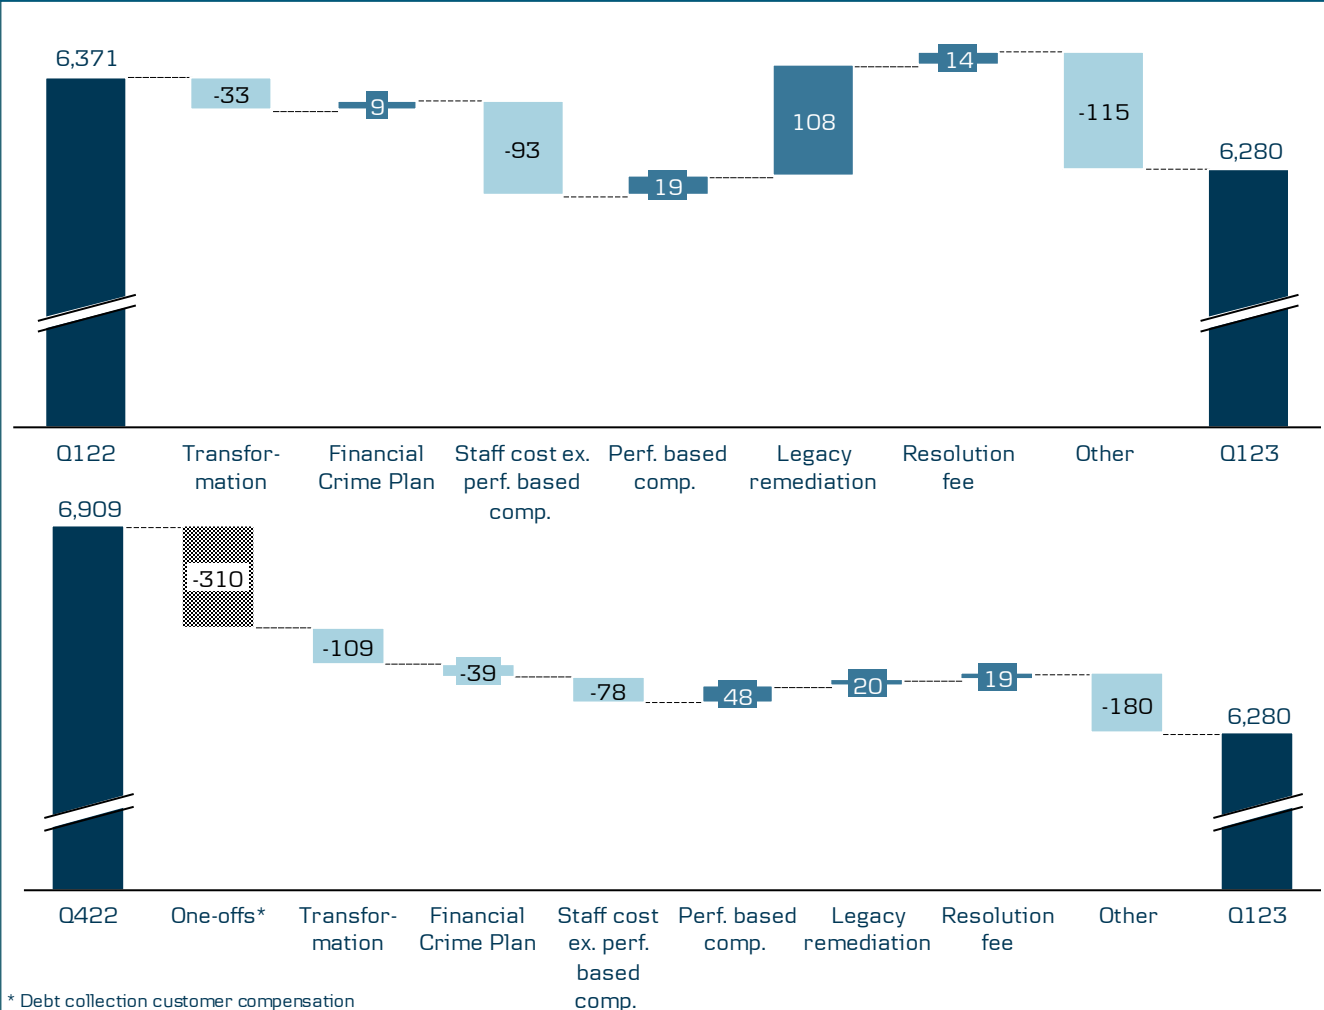 6,371
-33
9
-93
19
108
14
-115
6,280
Q122
Transfor-
mation
Financial
Crime Plan
Staff cost ex.
perf. based
comp.
Perf. based
comp.
Legacy
remediation
Resolution
fee
Other
Q123
6,909
-310
-109
-39
-78
48
20
19
-180
6,280
Q422
One-offs*
Transfor-
mation
Financial
Crime Plan
Staff cost
ex. perf.
based
comp.
Perf. based
comp.
Legacy
remediation
Resolution
fee
Other
Q123
* Debt collection customer compensation